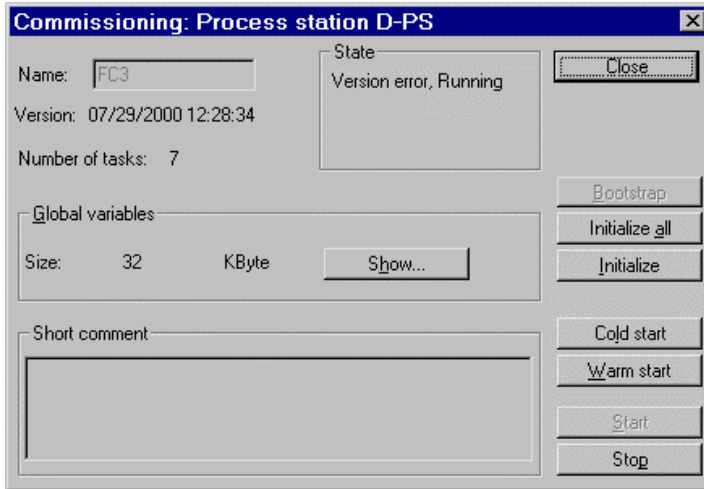 Commissioning: Process station D-PS
Name: FC3
Version: 07/29/2000 12:28:34
Number of tasks: 7
State
Version error, Running
Close
Global variables
Size: 32 KByte Show...
Short comment
Bootstrap
Initialize all
Initialize
Cold start
Warm start
Start
Stop